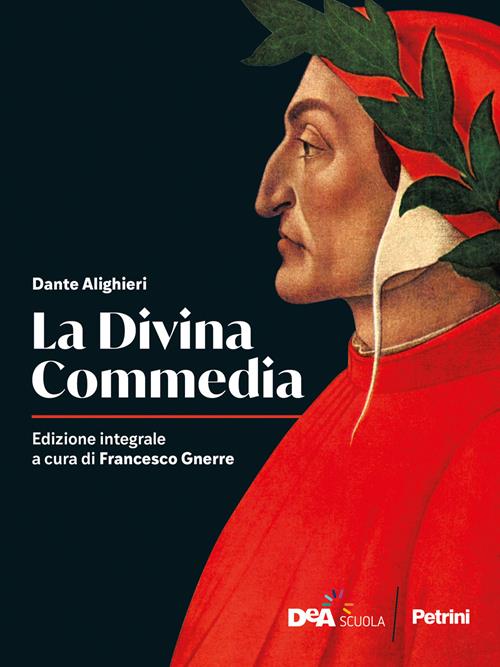 Dante Alighieri
La Divina
Commedia
Edizione integrale
a cura di Francesco Gnerre
DeA SCUOLA
Petrini